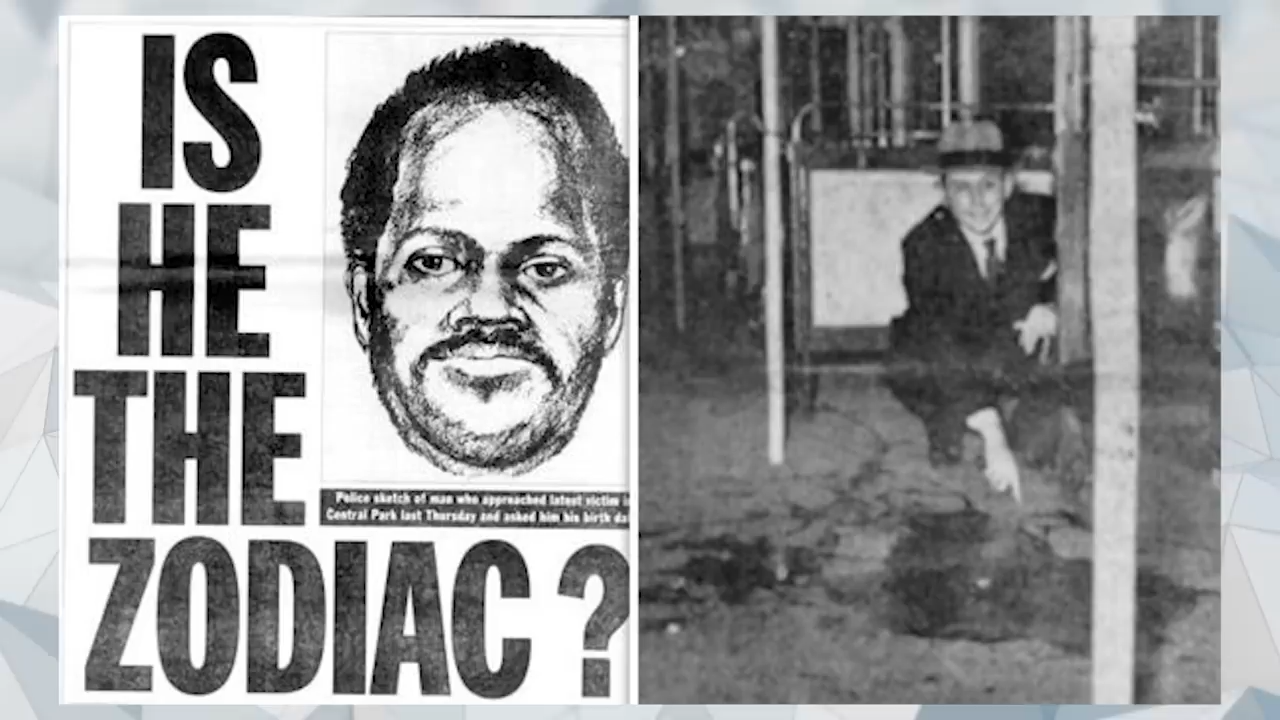 IS
HE
THE
ZODIAC?
Police sketch of man who approached latest victim
Central Park last Thursday and asked him his birth